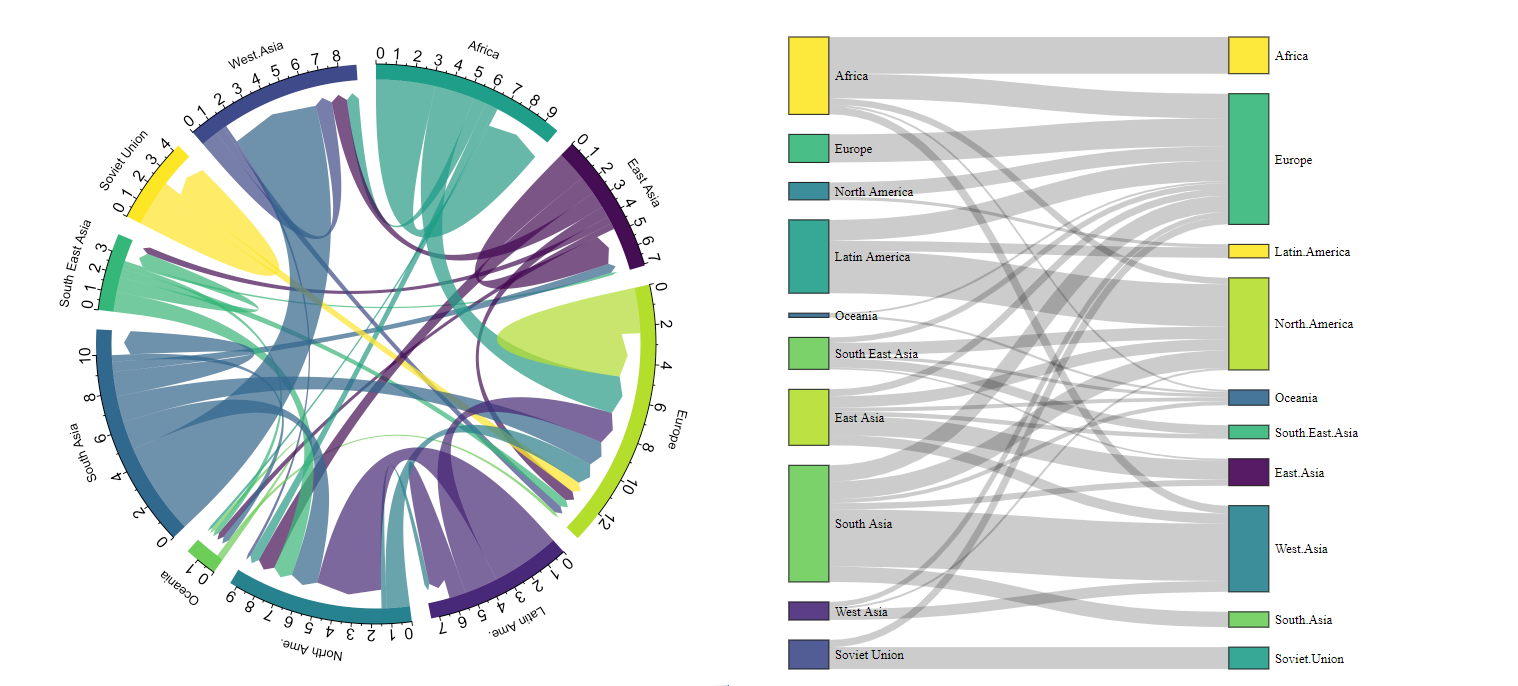 West.Asia
0 1 2 3 4 5 6 7 8
Africa
0 1 2 3 4 5 6 7 8 9
East Asia
0 1 2 3 4 5 6 7
Europe
0 2 4 6 8 10 12
Latin Ame.
0 1 2 3 4 5 6 7
North Ame.
0 1 2 3 4 5 6 7 8 9
Oceania
0 1
South Asia
0 2 4 6 8 10
South East Asia
0 1 2 3
Soviet Union
0 1 2 3 4
Africa
Europe
North America
Latin America
Oceania
South East Asia
East Asia
South Asia
West Asia
Soviet Union
Africa
Europe
Latin.America
North.America
Oceania
South.East.Asia
East.Asia
West.Asia
South.Asia
Soviet.Union